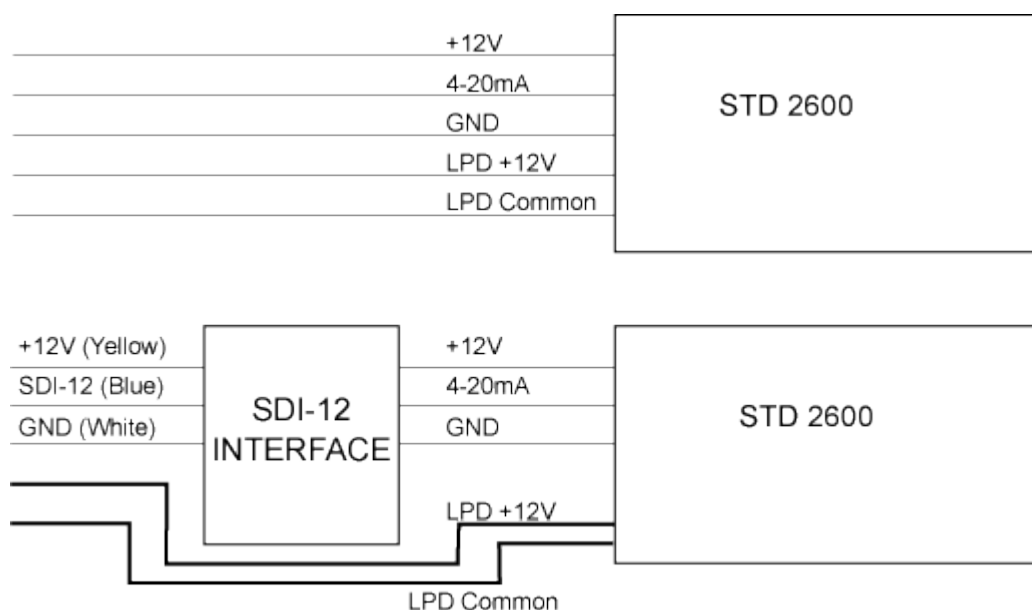 +12V
4-20mA
STD 2600
GND
LPD +12V
LPD Common
+12V (Yellow)
SDI-12 (Blue)
GND (White)
SDI-12
INTERFACE
+12V
4-20mA
GND
STD 2600
LPD +12V
LPD Common